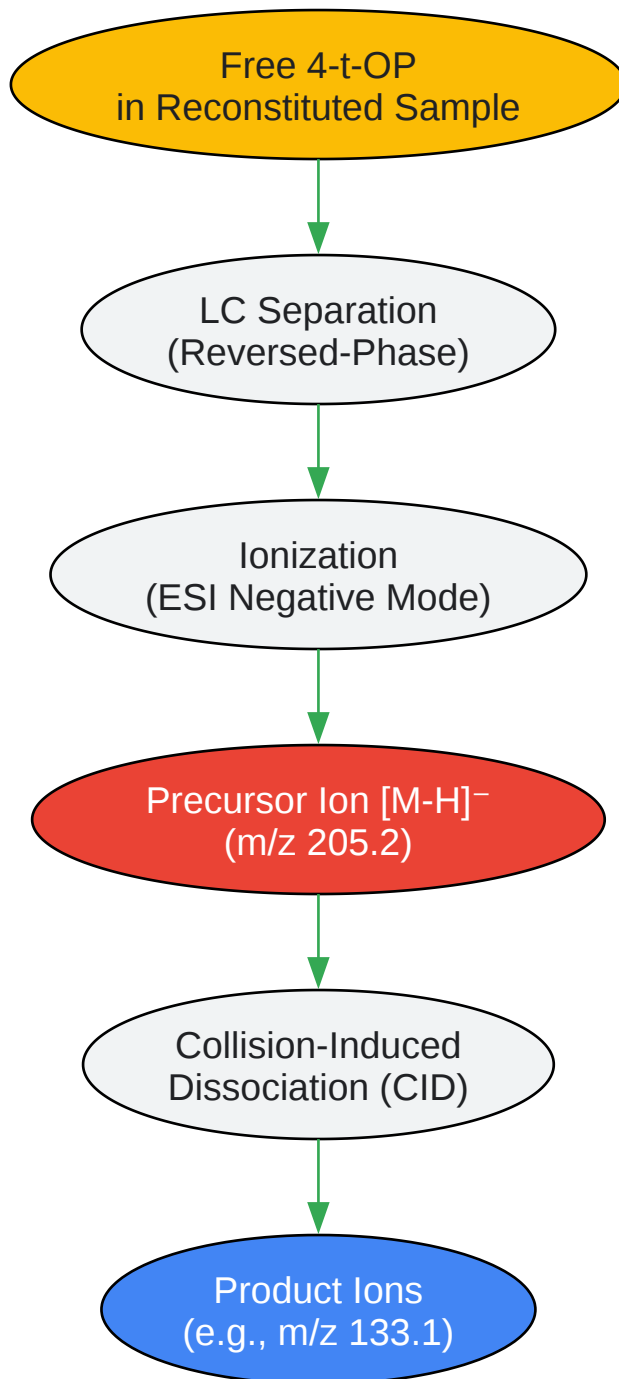 Free 4-t-OP
in Reconstituted Sample
LC Separation
(Reversed-Phase)
Ionization
(ESI Negative Mode)
Precursor Ion [M-H]⁻
(m/z 205.2)
Collision-Induced
Dissociation (CID)
Product Ions
(e.g., m/z 133.1)